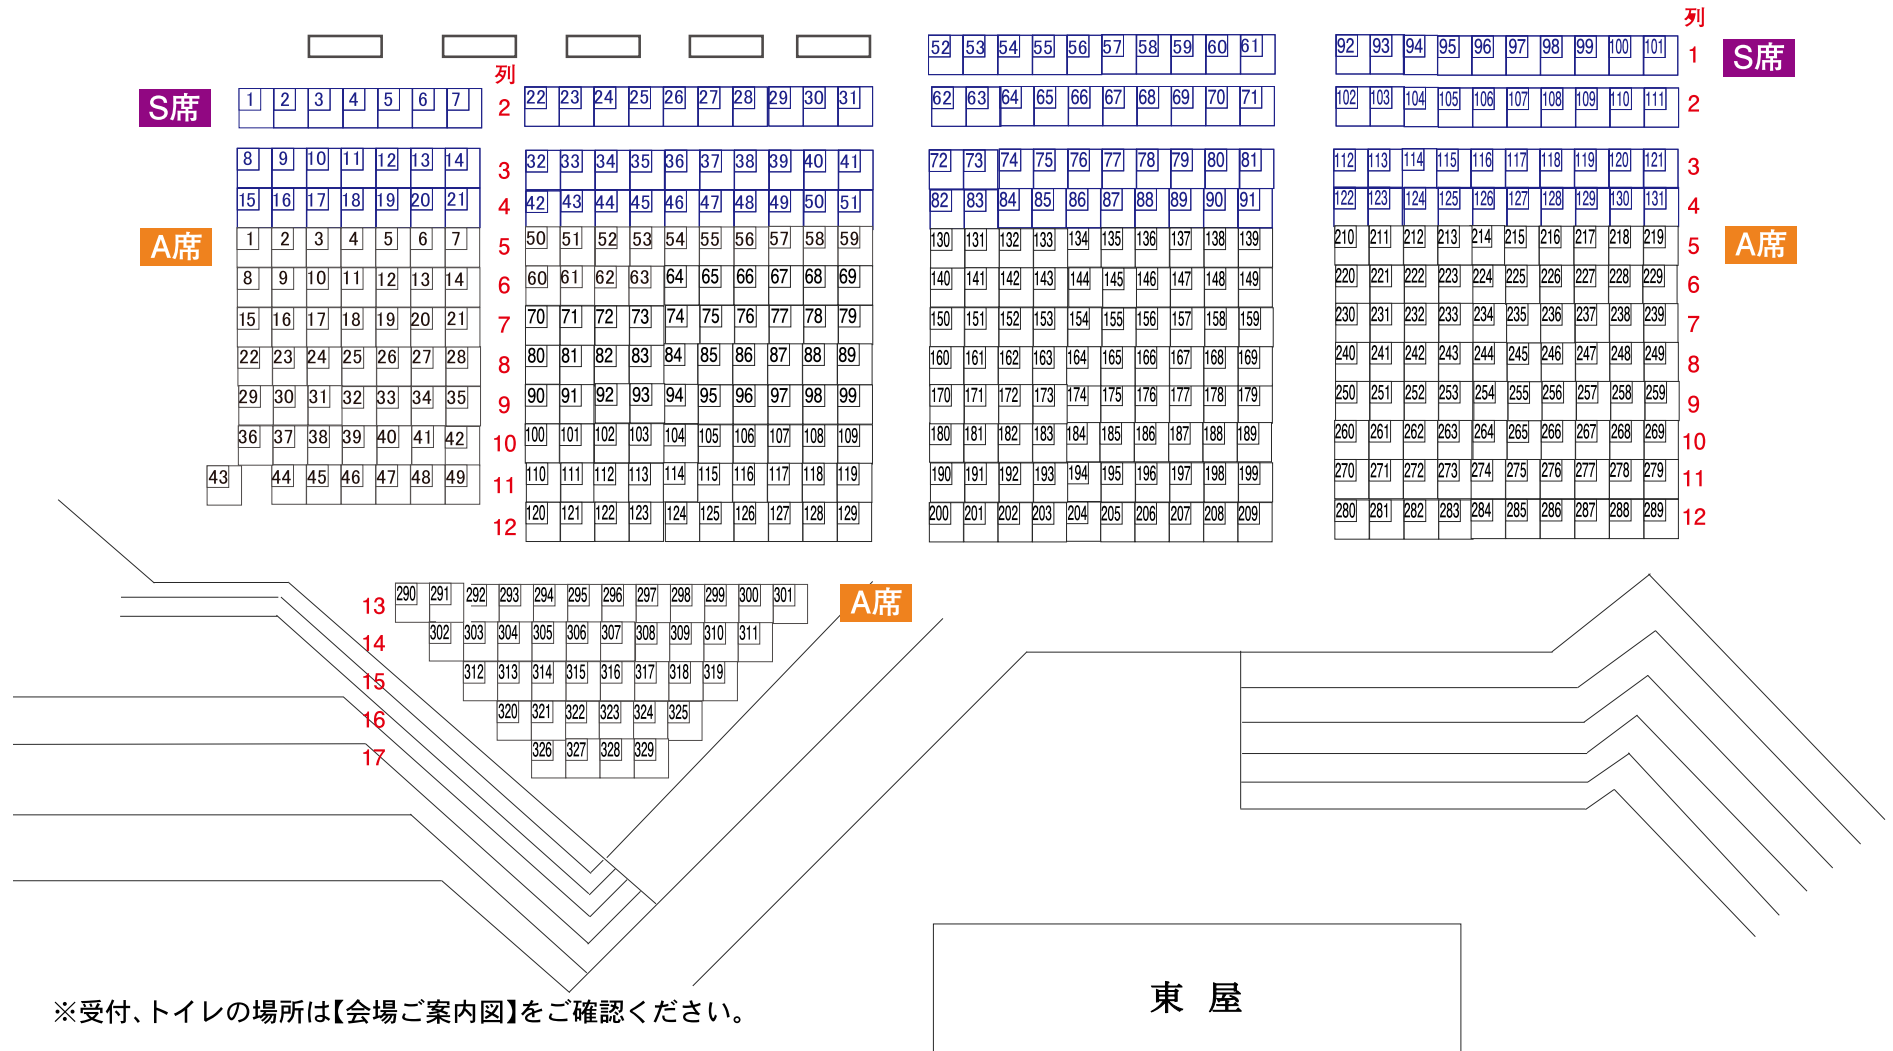 列
52 53 54 55 56 57 58 59 60 61 92 93 94 95 96 97 98 99 100 101 1 S席
列
S席 1 2 3 4 5 6 7 2 22 23 24 25 26 27 28 29 30 31 62 63 64 65 66 67 68 69 70 71 102 103 104 105 106 107 108 109 110 111 2
8 9 10 11 12 13 14 3 32 33 34 35 36 37 38 39 40 41 72 73 74 75 76 77 78 79 80 81 112 113 114 115 116 117 118 119 120 121 3
15 16 17 18 19 20 21 4 42 43 44 45 46 47 48 49 50 51 82 83 84 85 86 87 88 89 90 91 122 123 124 125 126 127 128 129 130 131 4
A席 1 2 3 4 5 6 7 5 50 51 52 53 54 55 56 57 58 59 130 131 132 133 134 135 136 137 138 139 210 211 212 213 214 215 216 217 218 219 5 A席
8 9 10 11 12 13 14 6 60 61 62 63 64 65 66 67 68 69 140 141 142 143 144 145 146 147 148 149 220 221 222 223 224 225 226 227 228 229 6
15 16 17 18 19 20 21 7 70 71 72 73 74 75 76 77 78 79 150 151 152 153 154 155 156 157 158 159 230 231 232 233 234 235 236 237 238 239 7
22 23 24 25 26 27 28 8 80 81 82 83 84 85 86 87 88 89 160 161 162 163 164 165 166 167 168 169 240 241 242 243 244 245 246 247 248 249 8
29 30 31 32 33 34 35 9 90 91 92 93 94 95 96 97 98 99 170 171 172 173 174 175 176 177 178 179 250 251 252 253 254 255 256 257 258 259 9
36 37 38 39 40 41 42 10 100 101 102 103 104 105 106 107 108 109 180 181 182 183 184 185 186 187 188 189 260 261 262 263 264 265 266 267 268 269 10
43 44 45 46 47 48 49 11 110 111 112 113 114 115 116 117 118 119 190 191 192 193 194 195 196 197 198 199 270 271 272 273 274 275 276 277 278 279 11
12 120 121 122 123 124 125 126 127 128 129 200 201 202 203 204 205 206 207 208 209 280 281 282 283 284 285 286 287 288 289 12
13 290 291 292 293 294 295 296 297 298 299 300 301 A席
14 302 303 304 305 306 307 308 309 310 311
15 312 313 314 315 316 317 318 319
16 320 321 322 323 324 325
17 326 327 328 329
東 屋
※受付、トイレの場所は【会場ご案内図】をご確認ください。